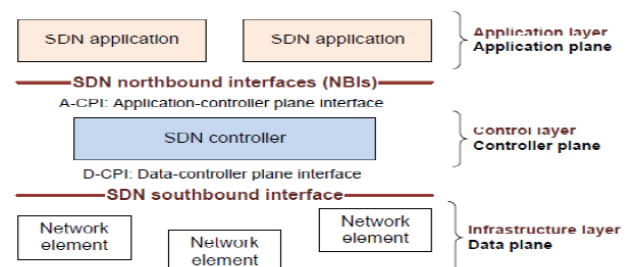 SDN application
SDN application
Application layer
Application plane
SDN northbound interfaces (NBIs)
A-CPI: Application-controller plane interface
SDN controller
Control layer
Controller plane
D-CPI: Data-controller plane interface
SDN southbound interface
Network
element
Network
element
Network
element
Infrastructure layer
Data plane